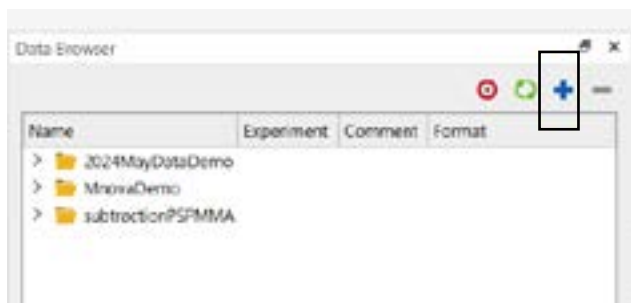 Data Browser
Name Experiment Comment Format
2024MayDataDemo
MnovaDemo
subtractionPSPMMA